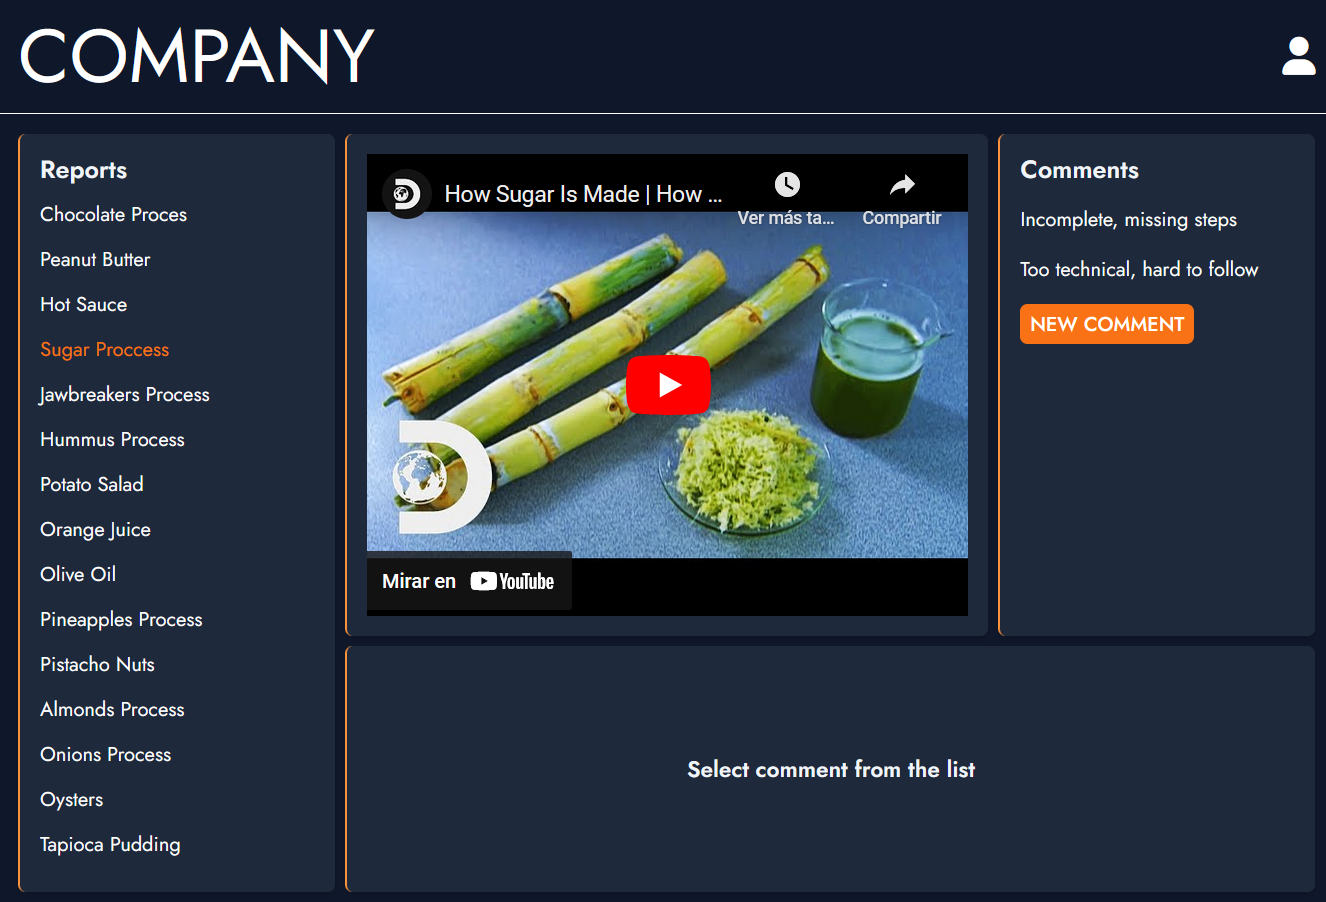 COMPANY
Reports
Chocolate Proces
Peanut Butter
Hot Sauce
Sugar Proccess
Jawbreakers Process
Hummus Process
Potato Salad
Orange Juice
Olive Oil
Pineapples Process
Pistacho Nuts
Almonds Process
Onions Process
Oysters
Tapioca Pudding
How Sugar Is Made | How ...
Ver más ta...
Compartir
Mirar en YouTube
Comments
Incomplete, missing steps
Too technical, hard to follow
NEW COMMENT
Select comment from the list